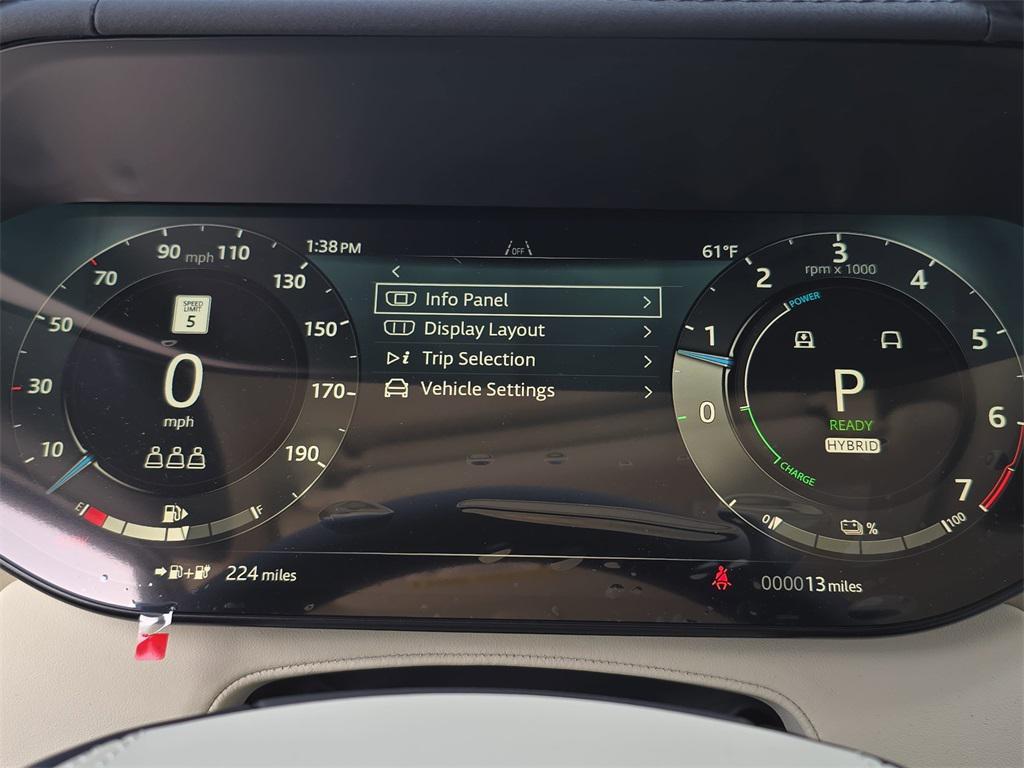 1:38 PM
OFF
61°F
10
30
50
70
90 mph 110
130
150
170
190
SPEED
LIMIT
5
0
mph
E
F
<
Info Panel >
Display Layout >
Trip Selection >
Vehicle Settings >
0
1
2
3
4
5
6
7
rpm x 1000
POWER
P
READY
HYBRID
CHARGE
0
%
100
+
224 miles
000013 miles